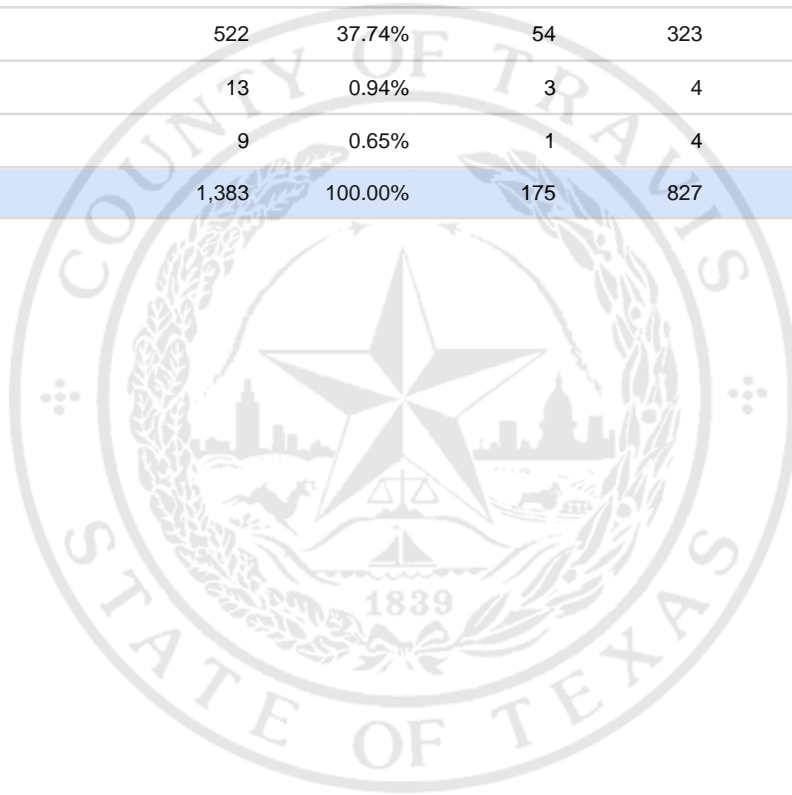 522 37.74% 54 323
13 0.94% 3 4
9 0.65% 1 4
1,383 100.00% 175 827
COUNTY OF TRAVIS
1839
STATE OF TEXAS